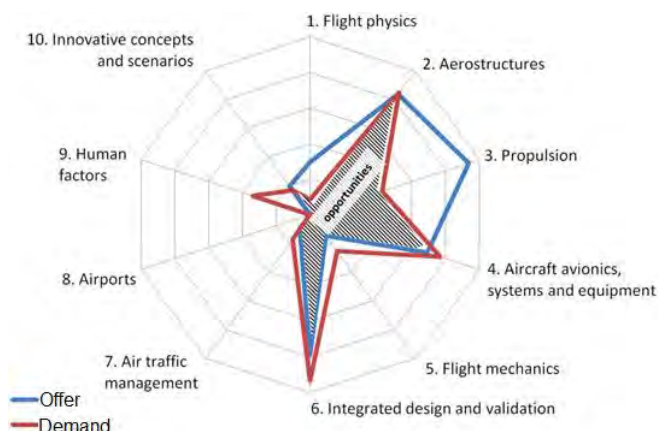 1. Flight physics
10. Innovative concepts
and scenarios
2. Aerostructures
9. Human
factors
3. Propulsion
opportunities
8. Airports
4. Aircraft avionics,
systems and equipment
7. Air traffic
management
5. Flight mechanics
6. Integrated design and validation
Offer
Demand